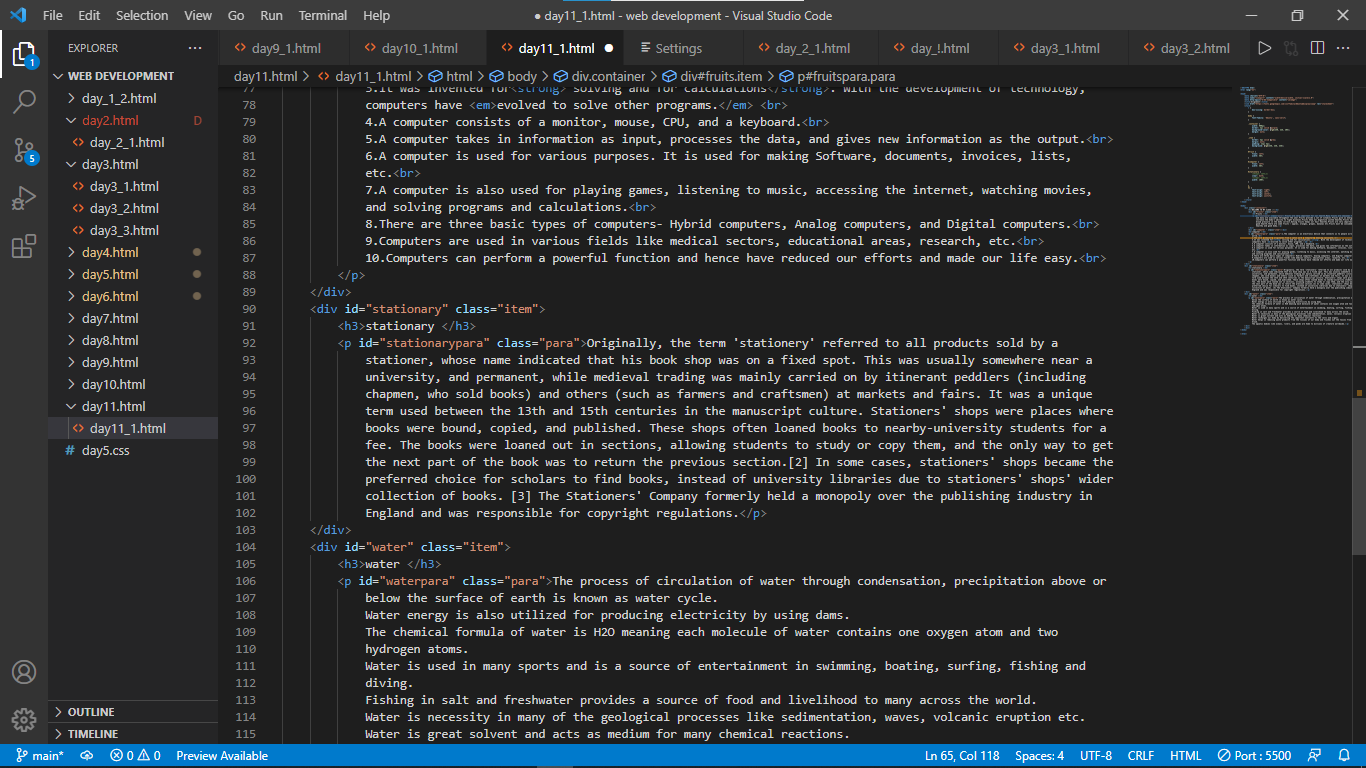 File Edit Selection View Go Run Terminal Help
● day11_1.html - web development - Visual Studio Code
EXPLORER
day9_1.html day10_1.html day11_1.html ● Settings day_2_1.html day_!.html day3_1.html day3_2.html
day11.html > day11_1.html > html > body > div.container > div#fruits.item > p#fruitspara.para
1
5
WEB DEVELOPMENT
day_1_2.html
day2.html D
day_2_1.html
day3.html
day3_1.html
day3_2.html
day3_3.html
day4.html
day5.html
day6.html
day7.html
day8.html
day9.html
day10.html
day11.html
day11_1.html
# day5.css
OUTLINE
TIMELINE
77 3.It was invented for<strong> solving and for calculations</strong>. With the development of technology,
78 computers have <em>evolved to solve other programs.</em> <br>
79 4.A computer consists of a monitor, mouse, CPU, and a keyboard.<br>
80 5.A computer takes in information as input, processes the data, and gives new information as the output.<br>
81 6.A computer is used for various purposes. It is used for making Software, documents, invoices, lists,
82 etc.<br>
83 7.A computer is also used for playing games, listening to music, accessing the internet, watching movies,
84 and solving programs and calculations.<br>
85 8.There are three basic types of computers- Hybrid computers, Analog computers, and Digital computers.<br>
86 9.Computers are used in various fields like medical sectors, educational areas, research, etc.<br>
87 10.Computers can perform a powerful function and hence have reduced our efforts and made our life easy.<br>
88 </p>
89 </div>
90 <div id="stationary" class="item">
91 <h3>stationary </h3>
92 <p id="stationarypara" class="para">Originally, the term 'stationery' referred to all products sold by a
93 stationer, whose name indicated that his book shop was on a fixed spot. This was usually somewhere near a
94 university, and permanent, while medieval trading was mainly carried on by itinerant peddlers (including
95 chapmen, who sold books) and others (such as farmers and craftsmen) at markets and fairs. It was a unique
96 term used between the 13th and 15th centuries in the manuscript culture. Stationers' shops were places where
97 books were bound, copied, and published. These shops often loaned books to nearby-university students for a
98 fee. The books were loaned out in sections, allowing students to study or copy them, and the only way to get
99 the next part of the book was to return the previous section.[2] In some cases, stationers' shops became the
100 preferred choice for scholars to find books, instead of university libraries due to stationers' shops' wider
101 collection of books. [3] The Stationers' Company formerly held a monopoly over the publishing industry in
102 England and was responsible for copyright regulations.</p>
103 </div>
104 <div id="water" class="item">
105 <h3>water </h3>
106 <p id="waterpara" class="para">The process of circulation of water through condensation, precipitation above or
107 below the surface of earth is known as water cycle.
108 Water energy is also utilized for producing electricity by using dams.
109 The chemical formula of water is H2O meaning each molecule of water contains one oxygen atom and two
110 hydrogen atoms.
111 Water is used in many sports and is a source of entertainment in swimming, boating, surfing, fishing and
112 diving.
113 Fishing in salt and freshwater provides a source of food and livelihood to many across the world.
114 Water is necessity in many of the geological processes like sedimentation, waves, volcanic eruption etc.
115 Water is great solvent and acts as medium for many chemical reactions.
main* 0 0 Preview Available Ln 65, Col 118 Spaces: 4 UTF-8 CRLF HTML Port : 5500